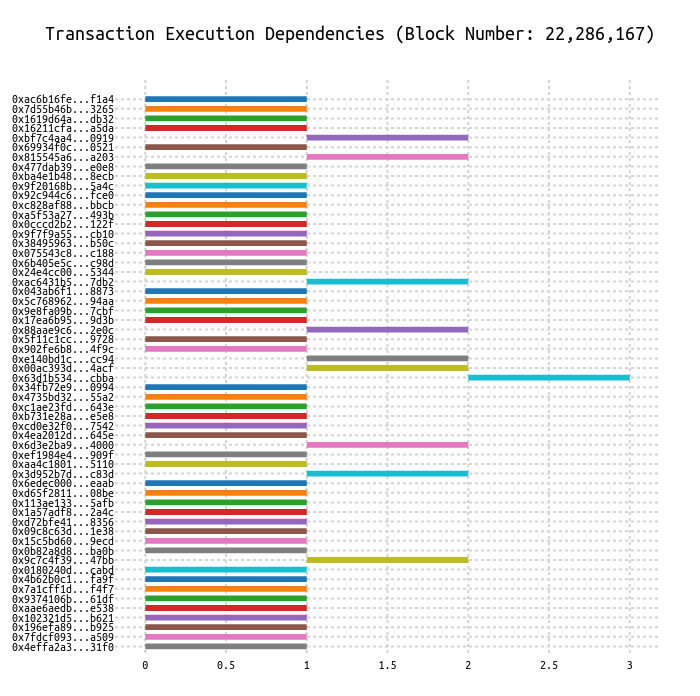 Transaction Execution Dependencies (Block Number: 22,286,167)
0xac6b16fe...f1a4
0x7d55b46b...3265
0x1619d64a...db32
0x16211cfa...a5da
0xbf7c4aa4...0919
0x69934f0c...0521
0x815545a6...a203
0x477dab39...e0e8
0xba4e1b48...8ecb
0x9f20168b...5a4c
0x92c944c6...fce0
0xc828af88...bbcb
0xa5f53a27...493b
0x0cccd2b2...122f
0x9f7f9a55...cb10
0x38495963...b50c
0x075543c8...c188
0x6b405e5c...c98d
0x24e4cc00...5344
0xac6431b5...7db2
0x043ab6f1...8873
0x5c768962...94aa
0x9e8fa09b...7cbf
0x17ea6b95...9d3b
0x88aae9c6...2e0c
0x5f11c1cc...9728
0x902fe6b8...4f9c
0xe140bd1c...cc94
0x00ac393d...4acf
0x63d1b534...cbba
0x34fb72e9...0994
0x4735bd32...55a2
0xc1ae23fd...643e
0xb731e28a...e5e8
0xcd0e32f0...7542
0x4ea2012d...645e
0x6d3e2ba9...4000
0xef1984e4...909f
0xaa4c1801...5110
0x3d952b7d...c83d
0x6edec000...eaab
0xd65f2811...08be
0x113ae133...5afb
0x1a57adf8...2a4c
0xd72bfe41...8356
0x09c8c63d...1e38
0x15c5bd60...9ecd
0x0b82a8d8...ba0b
0x9c7c4f39...47bb
0x0180240d...cabd
0x4b62b0c1...fa9f
0x7a1cff1d...f4f7
0x9374106b...61df
0xaae6aedb...e538
0x102321d5...b621
0x196efa89...b925
0x7fdcf093...a509
0x4effa2a3...31f0
0 0.5 1 1.5 2 2.5 3